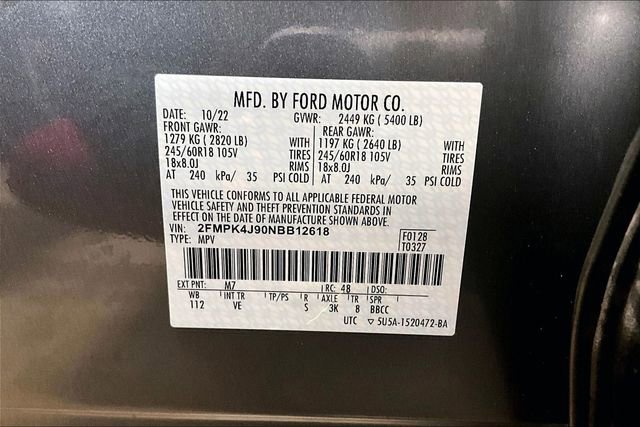 MFD. BY FORD MOTOR CO.
DATE: 10/22 GVWR: 2449 KG ( 5400 LB)
FRONT GAWR: REAR GAWR:
1279 KG ( 2820 LB) WITH 1197 KG ( 2640 LB) WITH
245/60R18 105V TIRES 245/60R18 105V TIRES
18x8.0J RIMS 18x8.0J RIMS
AT 240 kPa/ 35 PSI COLD AT 240 kPa/ 35 PSI COLD
THIS VEHICLE CONFORMS TO ALL APPLICABLE FEDERAL MOTOR
VEHICLE SAFETY AND THEFT PREVENTION STANDARDS IN
EFFECT ON THE DATE OF MANUFACTURE SHOWN ABOVE.
VIN: 2FMPK4J90NBB12618 F0128
TYPE: MPV T0327
EXT PNT: M7 RC: 48 DSO:
WB INT TR TP/PS R AXLE TR SPR
112 VE S 3K 8 BBCC
UTC ▽ 5U5A-1520472-BA